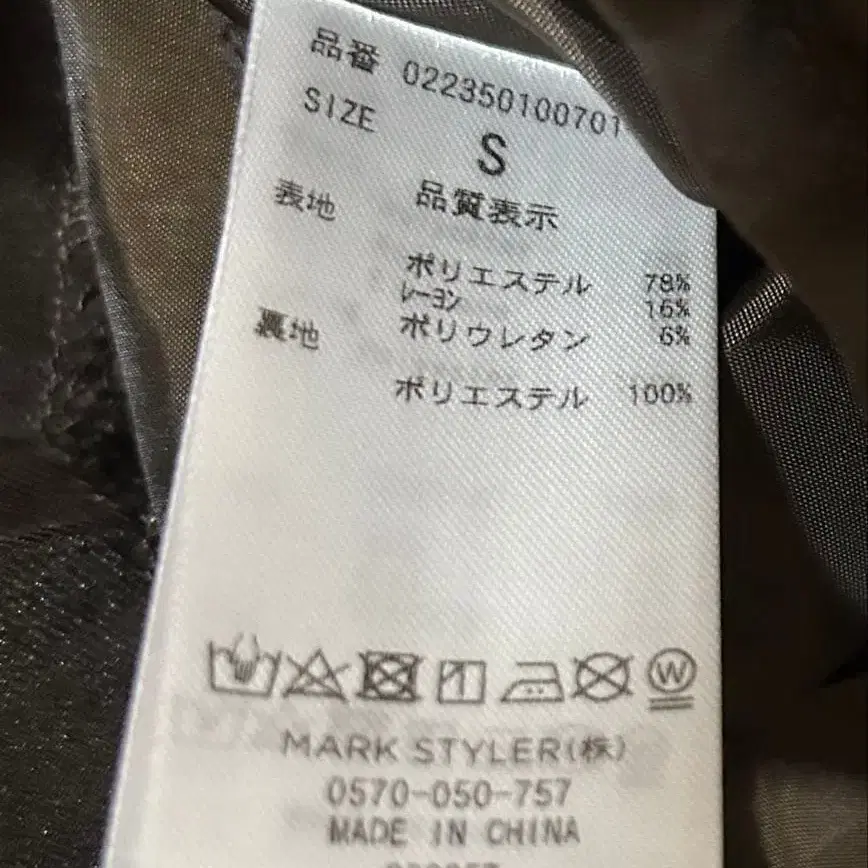 品番 022350100701
SIZE
S
品質表示
表地
ポリエステル 78%
レーヨン 16%
ポリウレタン 6%
裏地
ポリエステル 100%
W
MARK STYLER(株)
0570-050-757
MADE IN CHINA